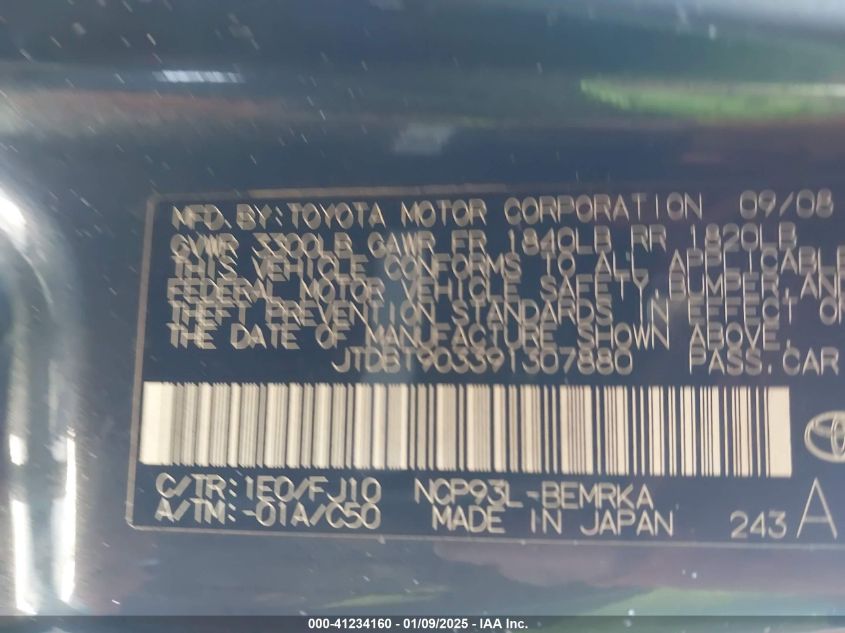 MFD.BY:TOYOTA MOTOR CORPORATION 09/08
GVWR 3300LB GAWR FR 1840LB RR 1820LB
THIS VEHICLE CONFORMS TO ALL APPLICABLE
FEDERAL MOTOR VEHICLE SAFETY,BUMPER,AND
THEFT PREVENTION STANDARDS IN EFFECT ON
THE DATE OF MANUFACTURE SHOWN ABOVE.
JTDBT903391307880 PASS.CAR
C/TR:1E0/FJ10 NCP93L-BEMRKA
A/TM:-01A/C50 MADE IN JAPAN 243 A
000-41234160 - 01/09/2025 - IAA Inc.